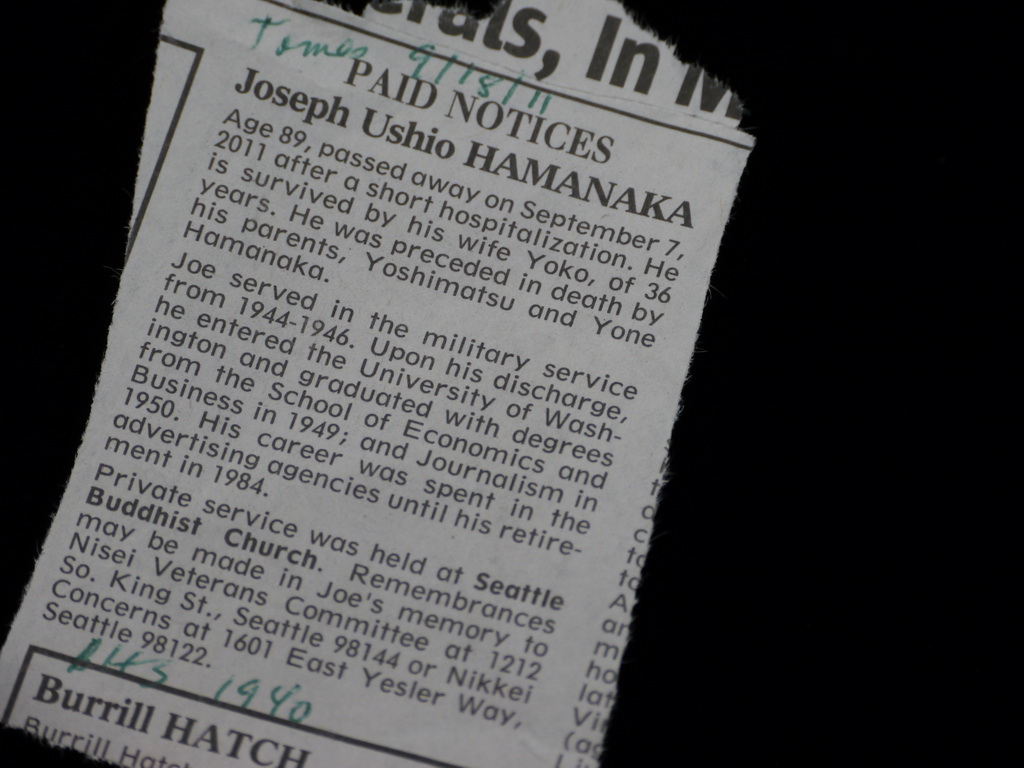 erals, In M
Tomes 9/18/11
PAID NOTICES
Joseph Ushio HAMANAKA
Age 89, passed away on September 7,
2011 after a short hospitalization. He
is survived by his wife Yoko, of 36
years. He was preceded in death by
his parents, Yoshimatsu and Yone
Hamanaka.
Joe served in the military service
from 1944-1946. Upon his discharge,
he entered the University of Wash-
ington and graduated with degrees
from the School of Economics and
Business in 1949; and Journalism in
1950. His career was spent in the
advertising agencies until his retire-
ment in 1984.
Private service was held at Seattle
Buddhist Church. Remembrances
may be made in Joe's memory to
Nisei Veterans Committee at 1212
So. King St., Seattle 98144 or Nikkei
Concerns at 1601 East Yesler Way,
Seattle 98122.
1940
Burrill HATCH
Burrill Hatc